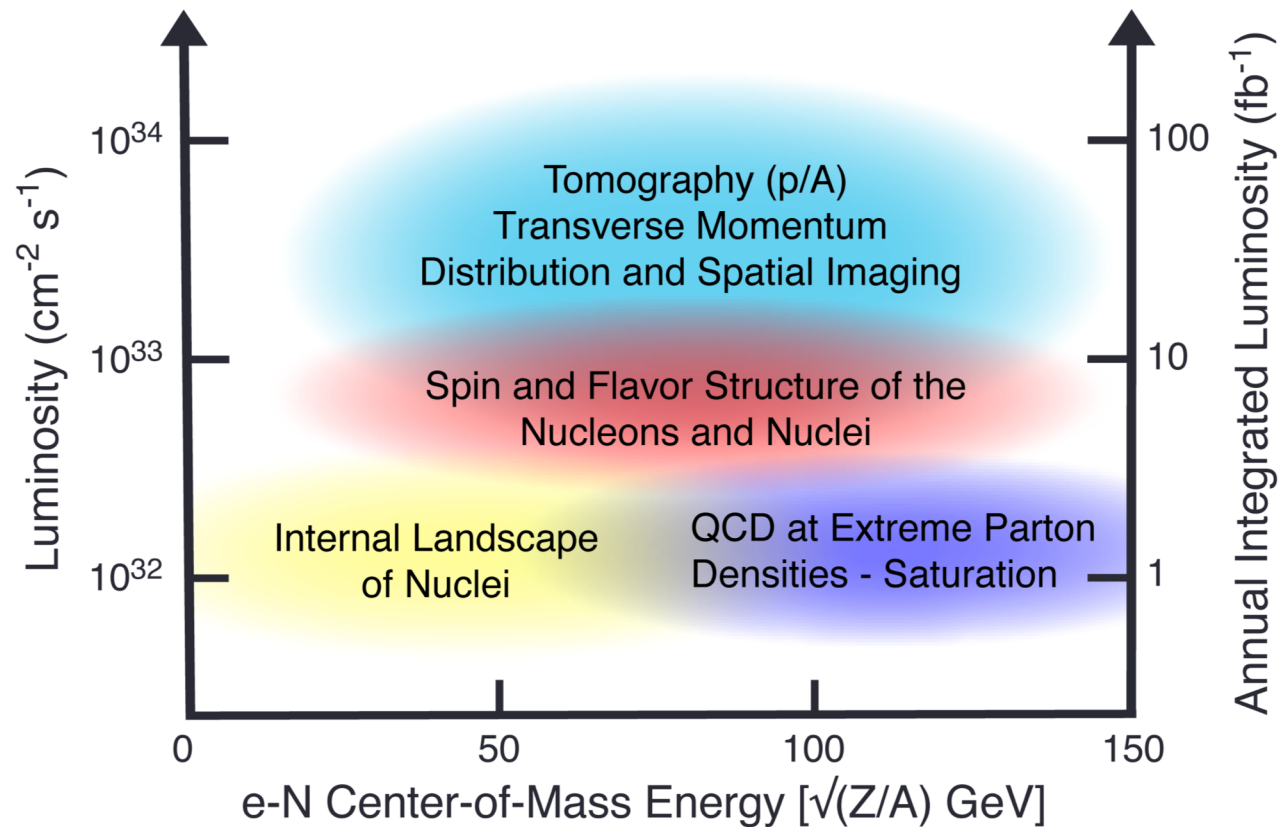 Luminosity (cm⁻² s⁻¹)
10³⁴
10³³
10³²
Tomography (p/A)
Transverse Momentum
Distribution and Spatial Imaging
Spin and Flavor Structure of the
Nucleons and Nuclei
Internal Landscape
of Nuclei
QCD at Extreme Parton
Densities - Saturation
100
10
1
Annual Integrated Luminosity (fb⁻¹)
0 50 100 150
e-N Center-of-Mass Energy [√(Z/A) GeV]